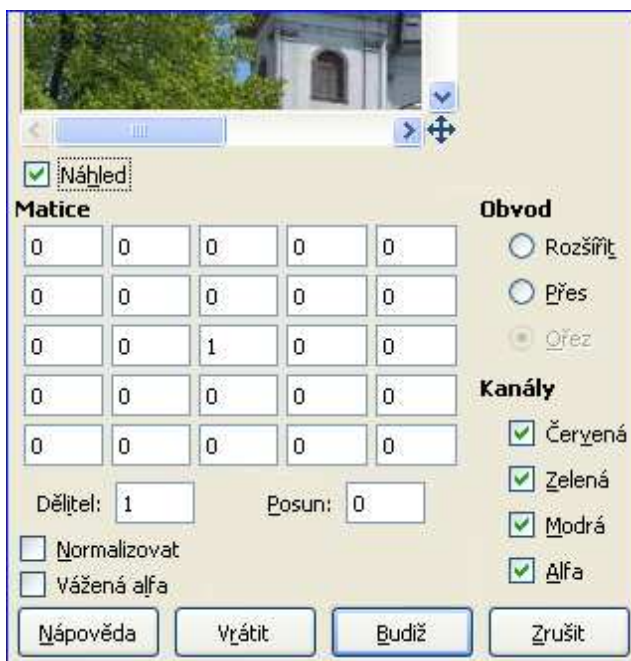 Náhled
Matice
0 0 0 0 0
0 0 0 0 0
0 0 1 0 0
0 0 0 0 0
0 0 0 0 0
Dělitel: 1 Posun: 0
Normalizovat
Vážená alfa
Obvod
Rozšířit
Přes
Ořez
Kanály
Červená
Zelená
Modrá
Alfa
Nápověda Vrátit Budiž Zrušit